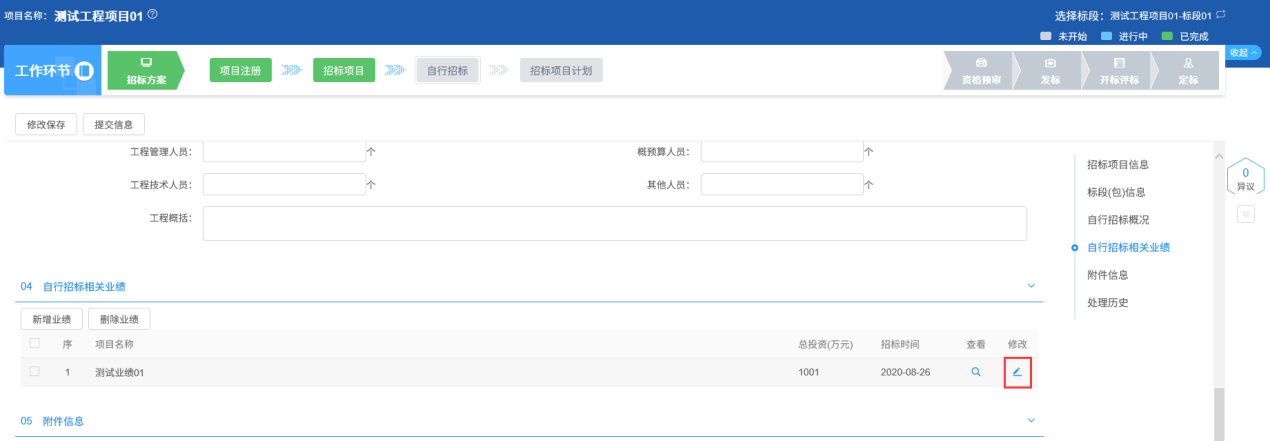 项目名称: 测试工程项目01
选择标段: 测试工程项目01-标段01
未开始 进行中 已完成
收起
工作环节
招标方案
项目注册
招标项目
自行招标
招标项目计划
资格预审
发标
开标评标
定标
修改保存 提交信息
工程管理人员: 个 概预算人员: 个
工程技术人员: 个 其他人员: 个
工程概括:
04 自行招标相关业绩
新增业绩 删除业绩
序 项目名称 总投资(万元) 招标时间 查看 修改
1 测试业绩01 1001 2020-08-26
05 附件信息
招标项目信息
标段(包)信息
自行招标概况
自行招标相关业绩
附件信息
处理历史
0
异议